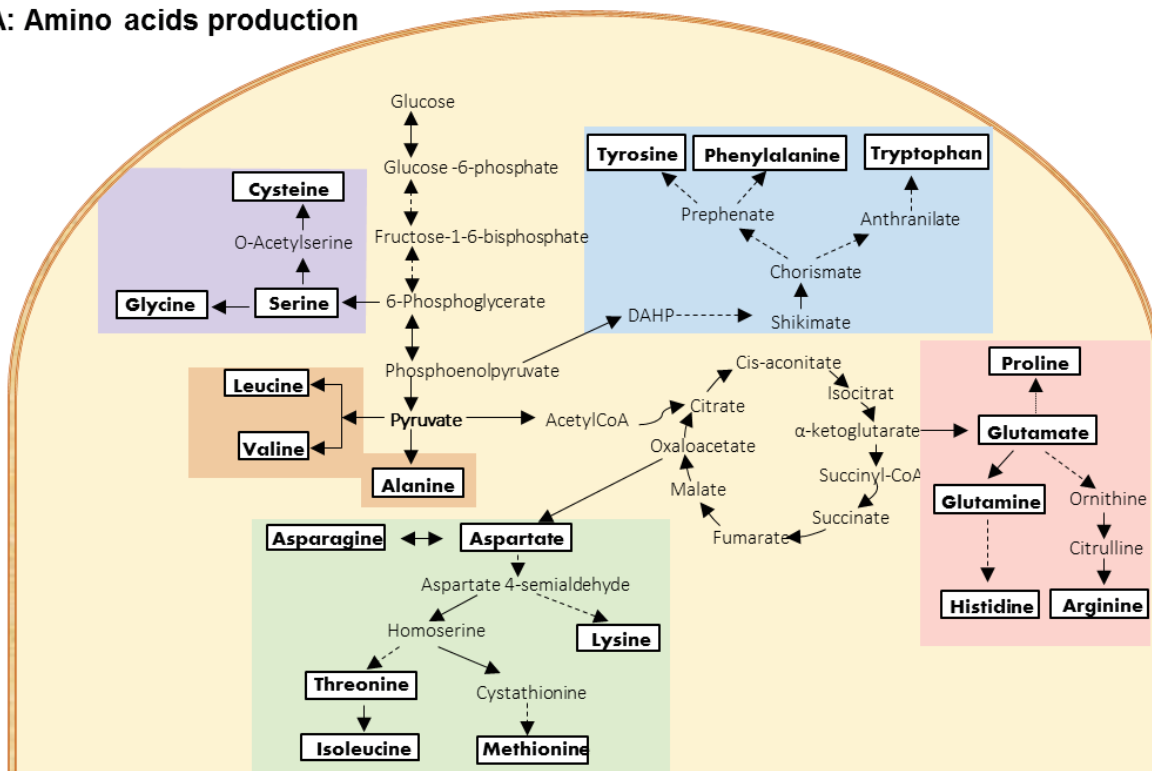 A: Amino acids production
Glucose
Glucose -6-phosphate
Fructose-1-6-bisphosphate
6-Phosphoglycerate
Phosphoenolpyruvate
Pyruvate
Cysteine
O-Acetylserine
Glycine
Serine
Tyrosine
Phenylalanine
Tryptophan
Prephenate
Anthranilate
Chorismate
DAHP
Shikimate
Leucine
Valine
Alanine
AcetylCoA
Cis-aconitate
Citrate
Isocitrat
Oxaloacetate
α-ketoglutarate
Malate
Succinyl-CoA
Succinate
Fumarate
Proline
Glutamate
Glutamine
Ornithine
Citrulline
Histidine
Arginine
Asparagine
Aspartate
Aspartate 4-semialdehyde
Homoserine
Lysine
Threonine
Cystathionine
Isoleucine
Methionine